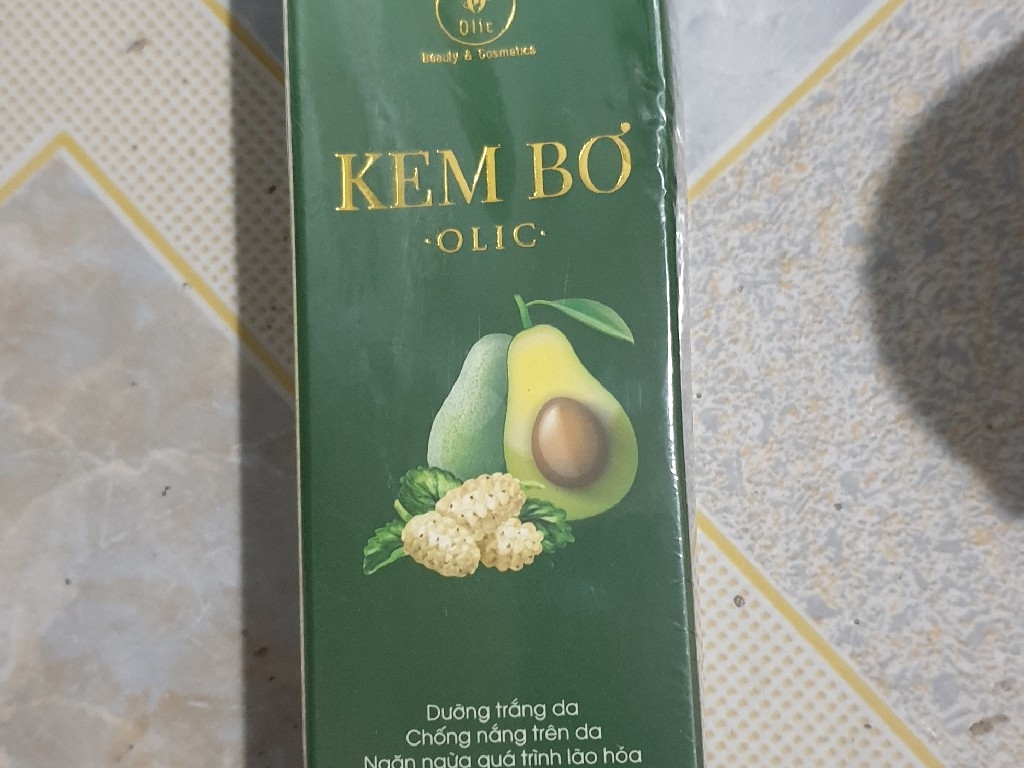 Olic
Beauty & Cosmetics
KEM BƠ
·OLIC·
Dưỡng trắng da
Chống nắng trên da
Ngăn ngừa quá trình lão hóa